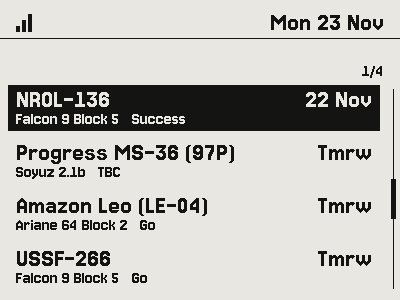 Mon 23 Nov
1/4
NROL-136 22 Nov
Falcon 9 Block 5 Success
Progress MS-36 (97P) Tmrw
Soyuz 2.1b TBC
Amazon Leo (LE-04) Tmrw
Ariane 64 Block 2 Go
USSF-266 Tmrw
Falcon 9 Block 5 Go